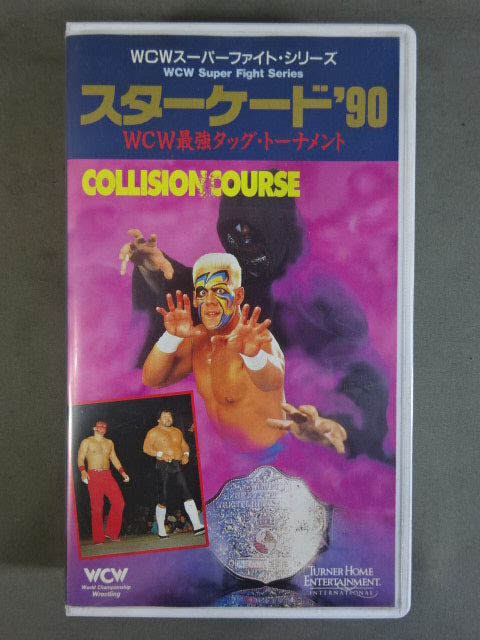 WCWスーパーファイト・シリーズ
WCW Super Fight Series
スターケード'90
WCW最強タッグ・トーナメント
COLLISION COURSE
WCW
World Championship
Wrestling
TURNER HOME
ENTERTAINMENT
INTERNATIONAL